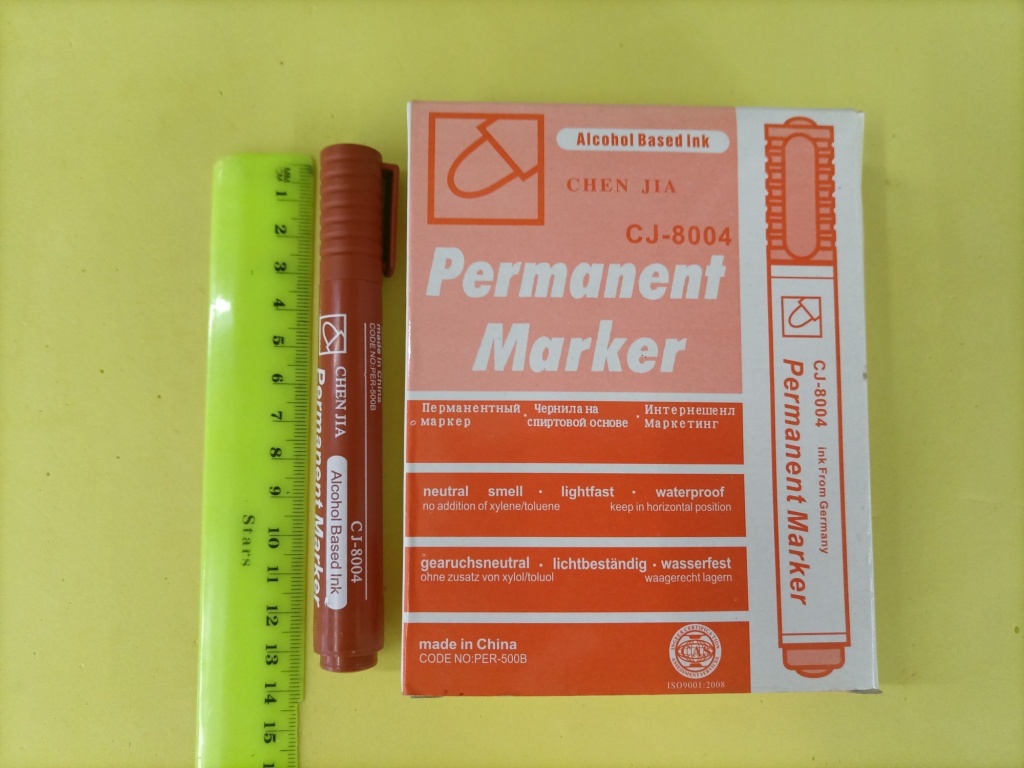 MM
1
2
3
4
5
6
7
8
9
10
11
12
13
14
15
Stars
made in China
CODE NO:PER-500B
CHEN JIA
Permanent Marker
Alcohol Based Ink
CJ-8004
Alcohol Based Ink
CHEN JIA
CJ-8004
Permanent
Marker
Перманентный · Чернила на · Интернешенл
маркер спиртовой основе Маркетинг
neutral smell · lightfast · waterproof
no addition of xylene/toluene keep in horizontal position
gearuchsneutral · lichtbeständig · wasserfest
ohne zusatz von xylol/toluol waagerecht lagern
made in China
CODE NO:PER-500B
ISO9001:2008
CJ-8004 ink From Germany
Permanent Marker